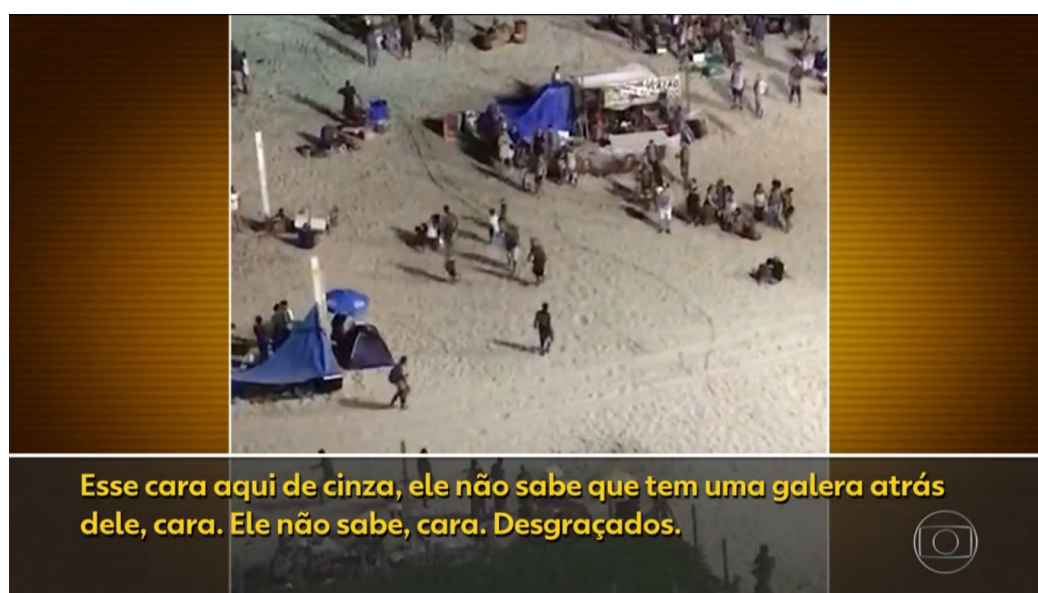 Esse cara aqui de cinza, ele não sabe que tem uma galera atrás
dele, cara. Ele não sabe, cara. Desgraçados.